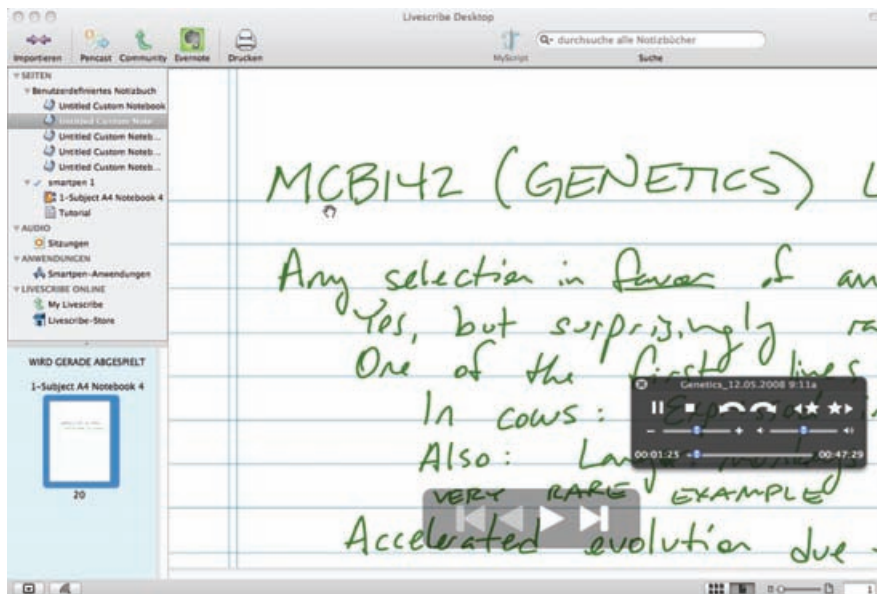 Livescribe Desktop
Importieren Pencast Community Evernote Drucken MyScript
durchsuche alle Notizbücher
Suche
SEITEN
Benutzerdefiniertes Notizbuch
Untitled Custom Notebook
Untitled Custom Note
Untitled Custom Noteb...
Untitled Custom Noteb...
Untitled Custom Noteb...
smartpen 1
1-Subject A4 Notebook 4
Tutorial
AUDIO
Sitzungen
ANWENDUNGEN
Smartpen-Anwendungen
LIVESCRIBE ONLINE
My Livescribe
Livescribe-Store
WIRD GERADE ABGESPIELT
1-Subject A4 Notebook 4
20
MCB142 (GENETICS) L
Any selection in favor of an
Yes, but surprisingly ra
One of the first lines
In cows:
Also:
VERY RARE EXAMPLE
Accelerated evolution due
Genetics_12.05.2008 9:11a
00:01:25 00:47:29
1